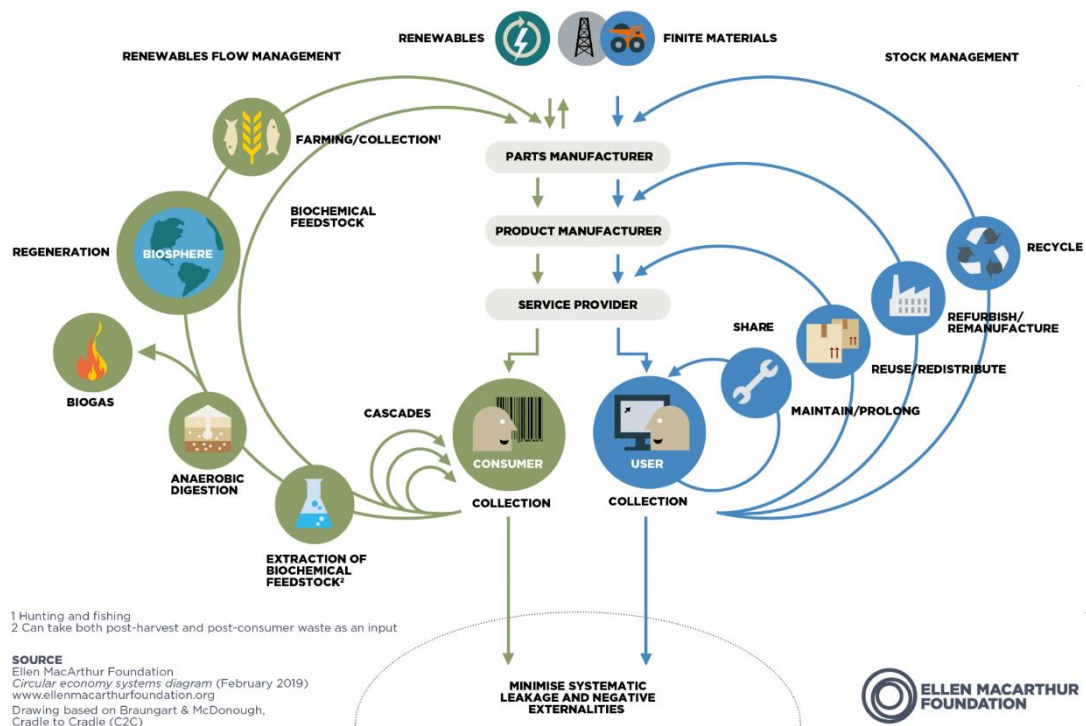 RENEWABLES
FINITE MATERIALS
RENEWABLES FLOW MANAGEMENT
STOCK MANAGEMENT
FARMING/COLLECTION¹
PARTS MANUFACTURER
BIOCHEMICAL
FEEDSTOCK
PRODUCT MANUFACTURER
REGENERATION
BIOSPHERE
RECYCLE
SERVICE PROVIDER
SHARE
REFURBISH/
REMANUFACTURE
REUSE/REDISTRIBUTE
BIOGAS
CASCADES
MAINTAIN/PROLONG
CONSUMER
USER
ANAEROBIC
DIGESTION
COLLECTION
COLLECTION
EXTRACTION OF
BIOCHEMICAL
FEEDSTOCK²
1 Hunting and fishing
2 Can take both post-harvest and post-consumer waste as an input
SOURCE
Ellen MacArthur Foundation
Circular economy systems diagram (February 2019)
www.ellenmacarthurfoundation.org
Drawing based on Braungart & McDonough,
Cradle to Cradle (C2C)
MINIMISE SYSTEMATIC
LEAKAGE AND NEGATIVE
EXTERNALITIES
ELLEN MACARTHUR
FOUNDATION